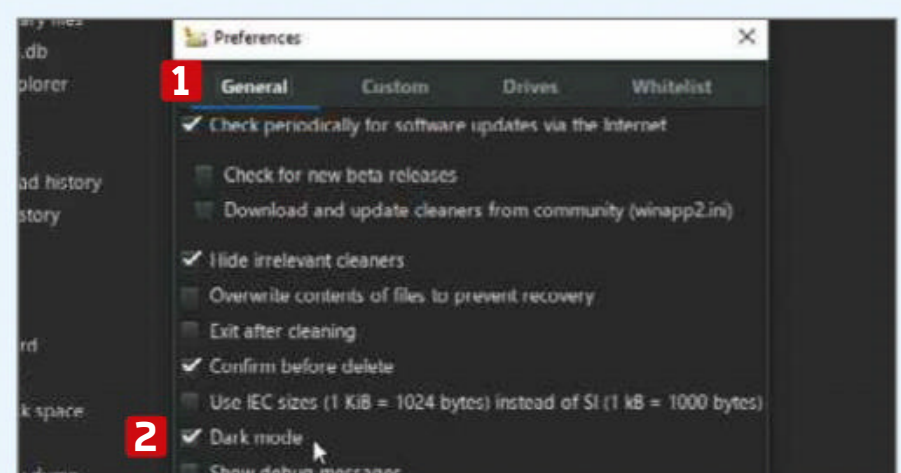 .db
Preferences
plorer
1
General Custom Drives Whitelist
Check periodically for software updates via the Internet
Check for new beta releases
ad history
Download and update cleaners from community (winapp2.ini)
story
Hide irrelevant cleaners
Overwrite contents of files to prevent recovery
Exit after cleaning
rd
Confirm before delete
Use IEC sizes (1 KiB = 1024 bytes) instead of SI (1 kB = 1000 bytes)
k space
2
Dark mode
Show debug messages